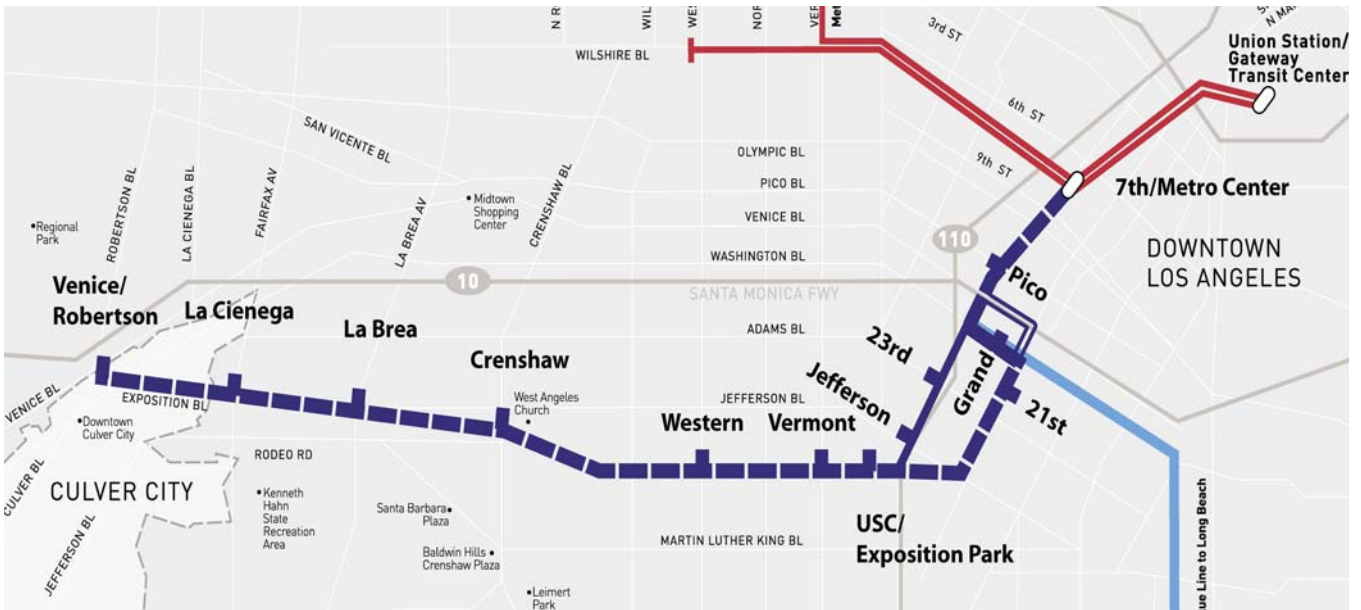 3rd ST
Union Station/
Gateway
Transit Center
WILSHIRE BL
6th ST
SAN VICENTE BL
9th ST
OLYMPIC BL
PICO BL
7th/Metro Center
Regional
Park
ROBERTSON BL
LA CIENEGA BL
FAIRFAX AV
LA BREA AV
Midtown
Shopping
Center
CRENSHAW BL
VENICE BL
110
WASHINGTON BL
DOWNTOWN
LOS ANGELES
10
SANTA MONICA FWY
Pico
Venice/
Robertson
La Cienega
La Brea
ADAMS BL
23rd
Crenshaw
Jefferson
Grand
21st
VENICE BL
EXPOSITION BL
West Angeles
Church
JEFFERSON BL
Downtown
Culver City
Western
Vermont
CULVER BL
RODEO RD
CULVER CITY
Kenneth
Hahn
State
Recreation
Area
Santa Barbara
Plaza
USC/
Exposition Park
JEFFERSON BL
Baldwin Hills
Crenshaw Plaza
MARTIN LUTHER KING BL
Leimert
Park
ue Line to Long Beach